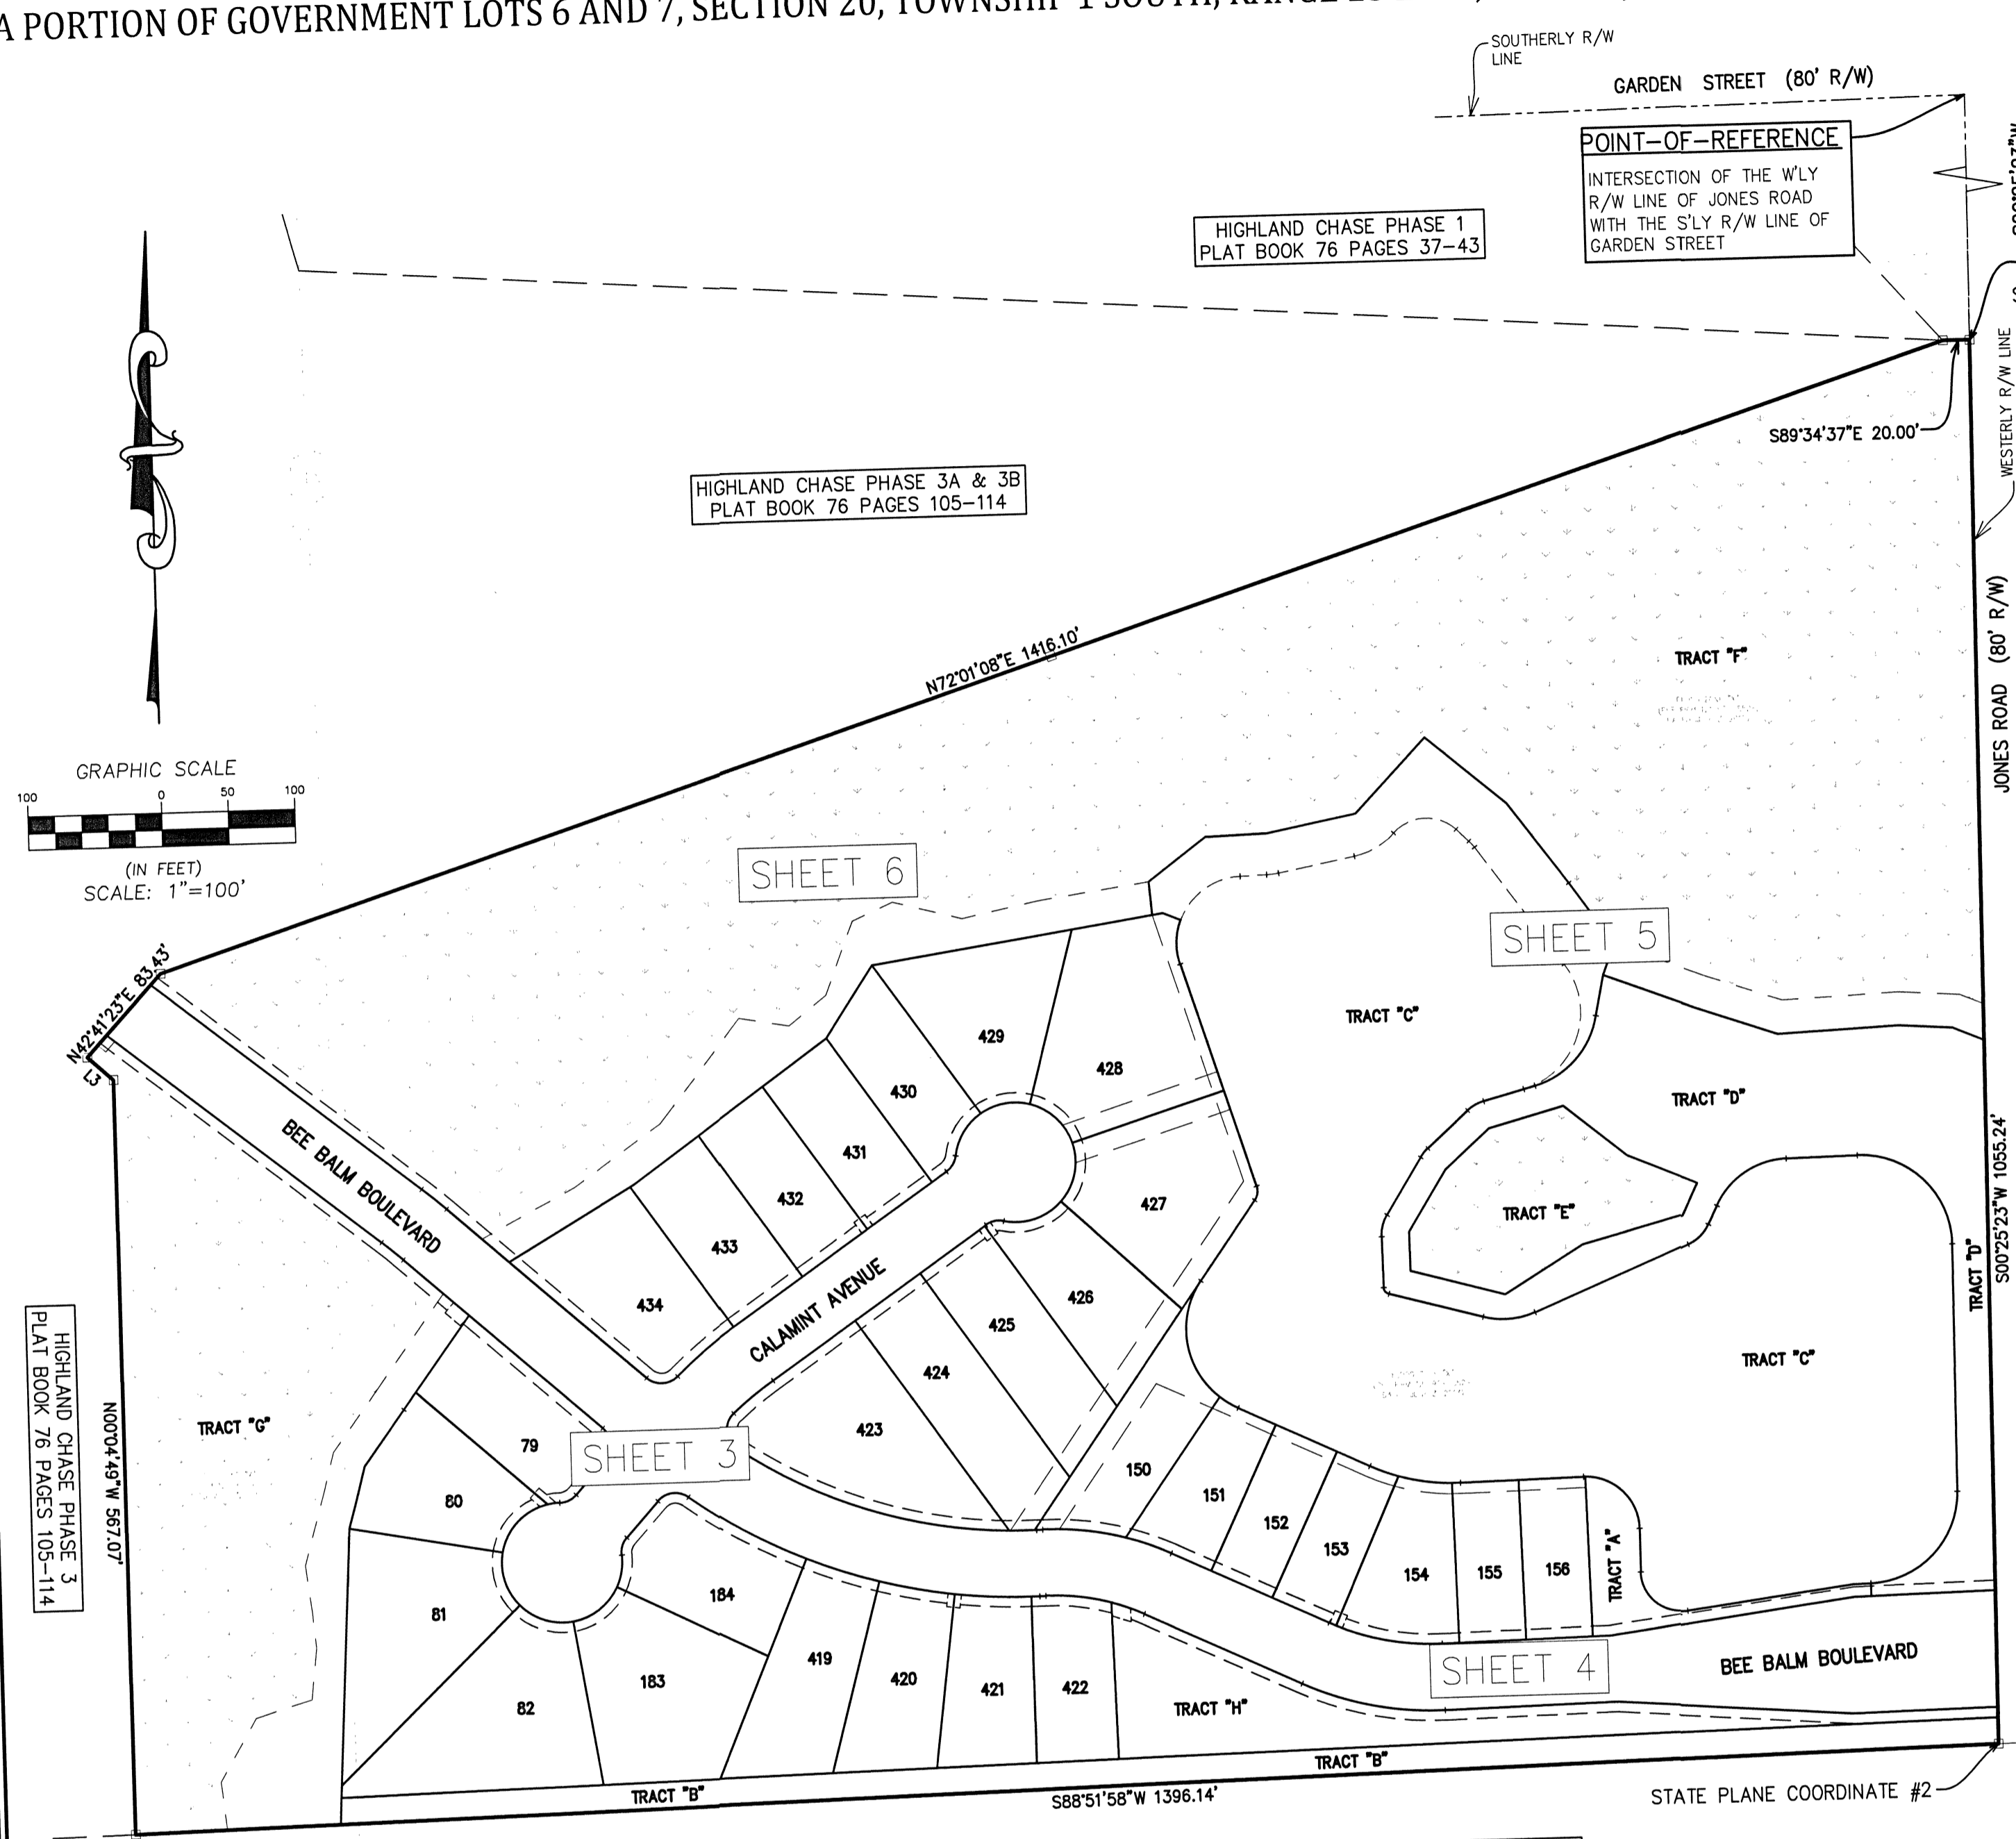 A PORTION OF GOVERNMENT LOTS 6 AND 7, SECTION 20, TOWNSHIP 1 SOUTH, RANGE
SOUTHERLY R/W
LINE
GARDEN STREET (80' R/W)
POINT-OF-REFERENCE
INTERSECTION OF THE W'LY
R/W LINE OF JONES ROAD
WITH THE S'LY R/W LINE OF
GARDEN STREET
HIGHLAND CHASE PHASE 1
PLAT BOOK 76 PAGES 37-43
S89°34'37"E 20.00'
WESTERLY R/W LINE
HIGHLAND CHASE PHASE 3A & 3B
PLAT BOOK 76 PAGES 105-114
JONES ROAD (80' R/W)
N72°01'08"E 1416.10'
TRACT "F"
GRAPHIC SCALE
100 0 50 100
(IN FEET)
SCALE: 1"=100'
SHEET 6
SHEET 5
N42°41'23"E 83.43'
L3
TRACT "C"
429
428
430
TRACT "D"
431
BEE BALM BOULEVARD
432
427
TRACT "E"
S00°25'23"W 1055.24'
TRACT "D"
433
434
CALAMINT AVENUE
426
425
TRACT "C"
424
HIGHLAND CHASE PHASE 3
PLAT BOOK 76 PAGES 105-114
N00°04'49"W 567.07'
TRACT "G"
423
79
SHEET 3
150
80
151
152
153
154
155
156
TRACT "A"
184
81
419
420
421
422
SHEET 4
BEE BALM BOULEVARD
183
82
TRACT "H"
TRACT "B"
TRACT "B"
S88°51'58"W 1396.14'
STATE PLANE COORDINATE #2